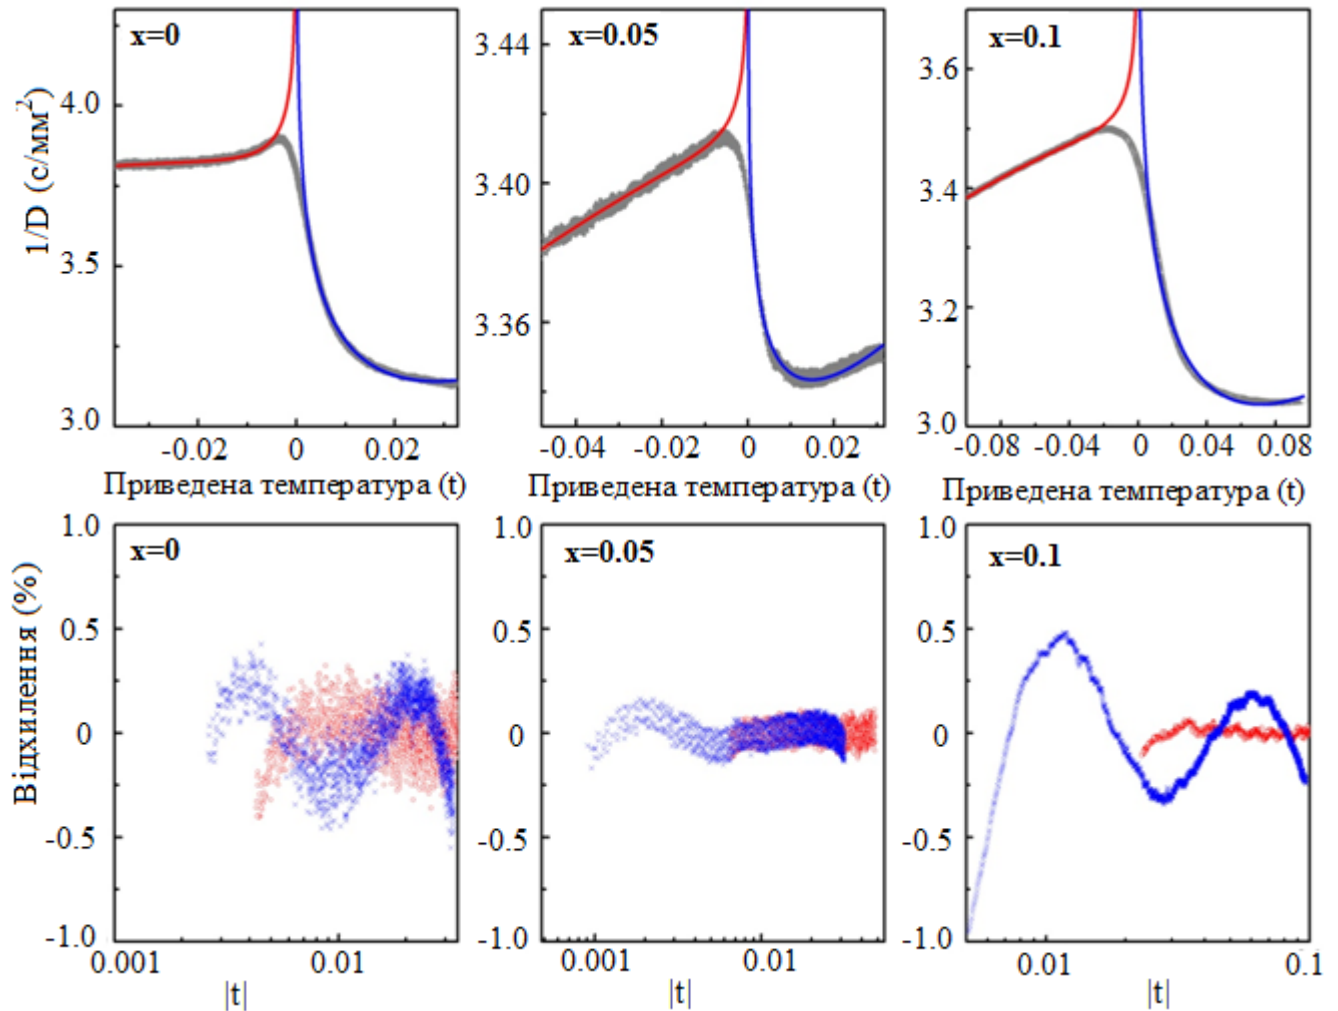 x=0
x=0.05
x=0.1
1/D (с/мм²)
4.0
3.5
3.0
3.44
3.40
3.36
3.6
3.4
3.2
3.0
-0.02 0 0.02
-0.04 -0.02 0 0.02
-0.08 -0.04 0 0.04 0.08
Приведена температура (t)
Приведена температура (t)
Приведена температура (t)
x=0
x=0.05
x=0.1
Відхилення (%)
1.0
0.5
0
-0.5
-1.0
1.0
0.5
0
-0.5
-1.0
1.0
0.5
0
-0.5
-1.0
0.001 0.01
0.001 0.01
0.01 0.1
|t|
|t|
|t|